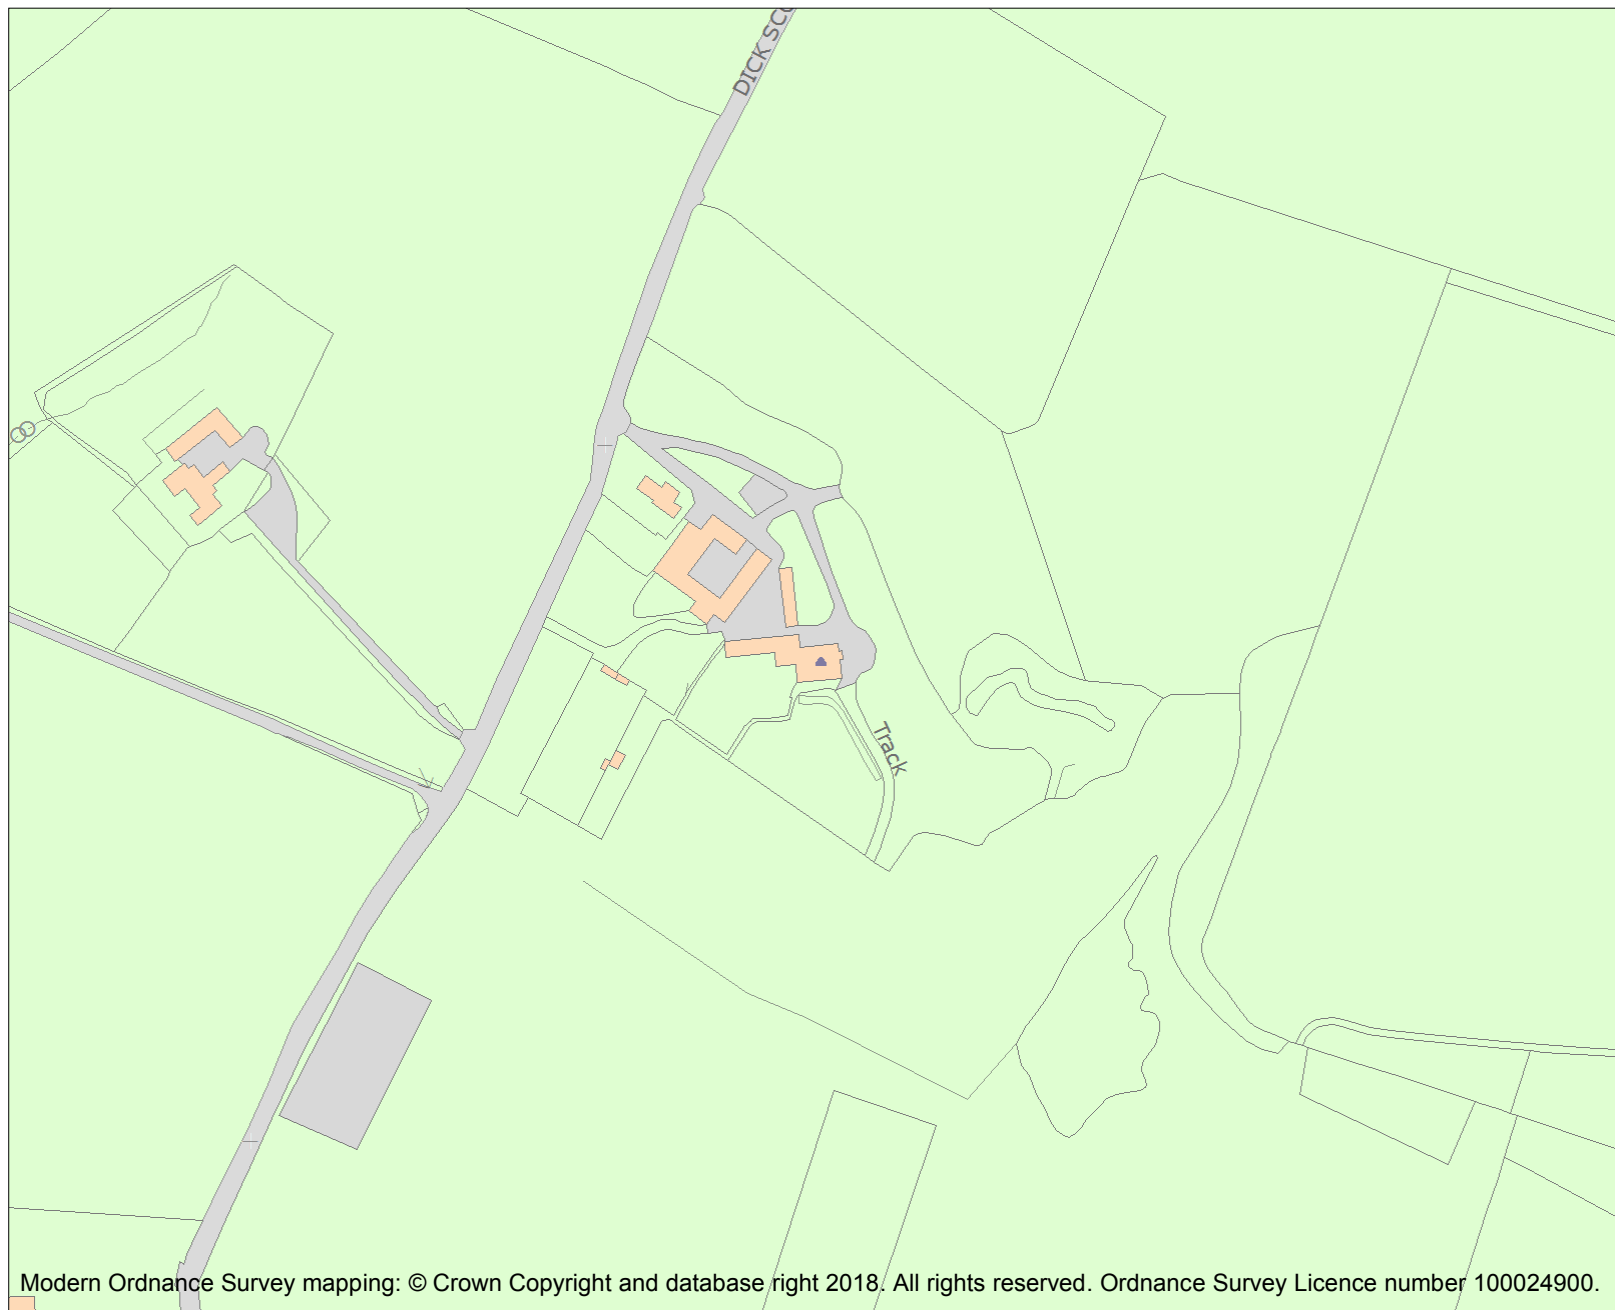 DICK
Track
Modern Ordnance Survey mapping: © Crown Copyright and database right 2018. All rights reserved. Ordnance Survey Licence number 100024900.